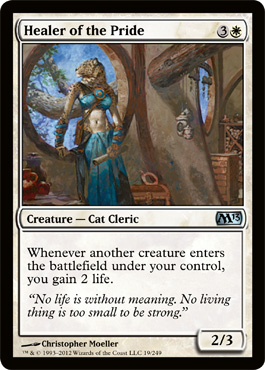 Healer of the Pride 3
Creature — Cat Cleric M13
Whenever another creature enters
the battlefield under your control,
you gain 2 life.
“No life is without meaning. No living
thing is too small to be strong.”
Christopher Moeller
™ & © 1993–2012 Wizards of the Coast LLC 19/249
2/3